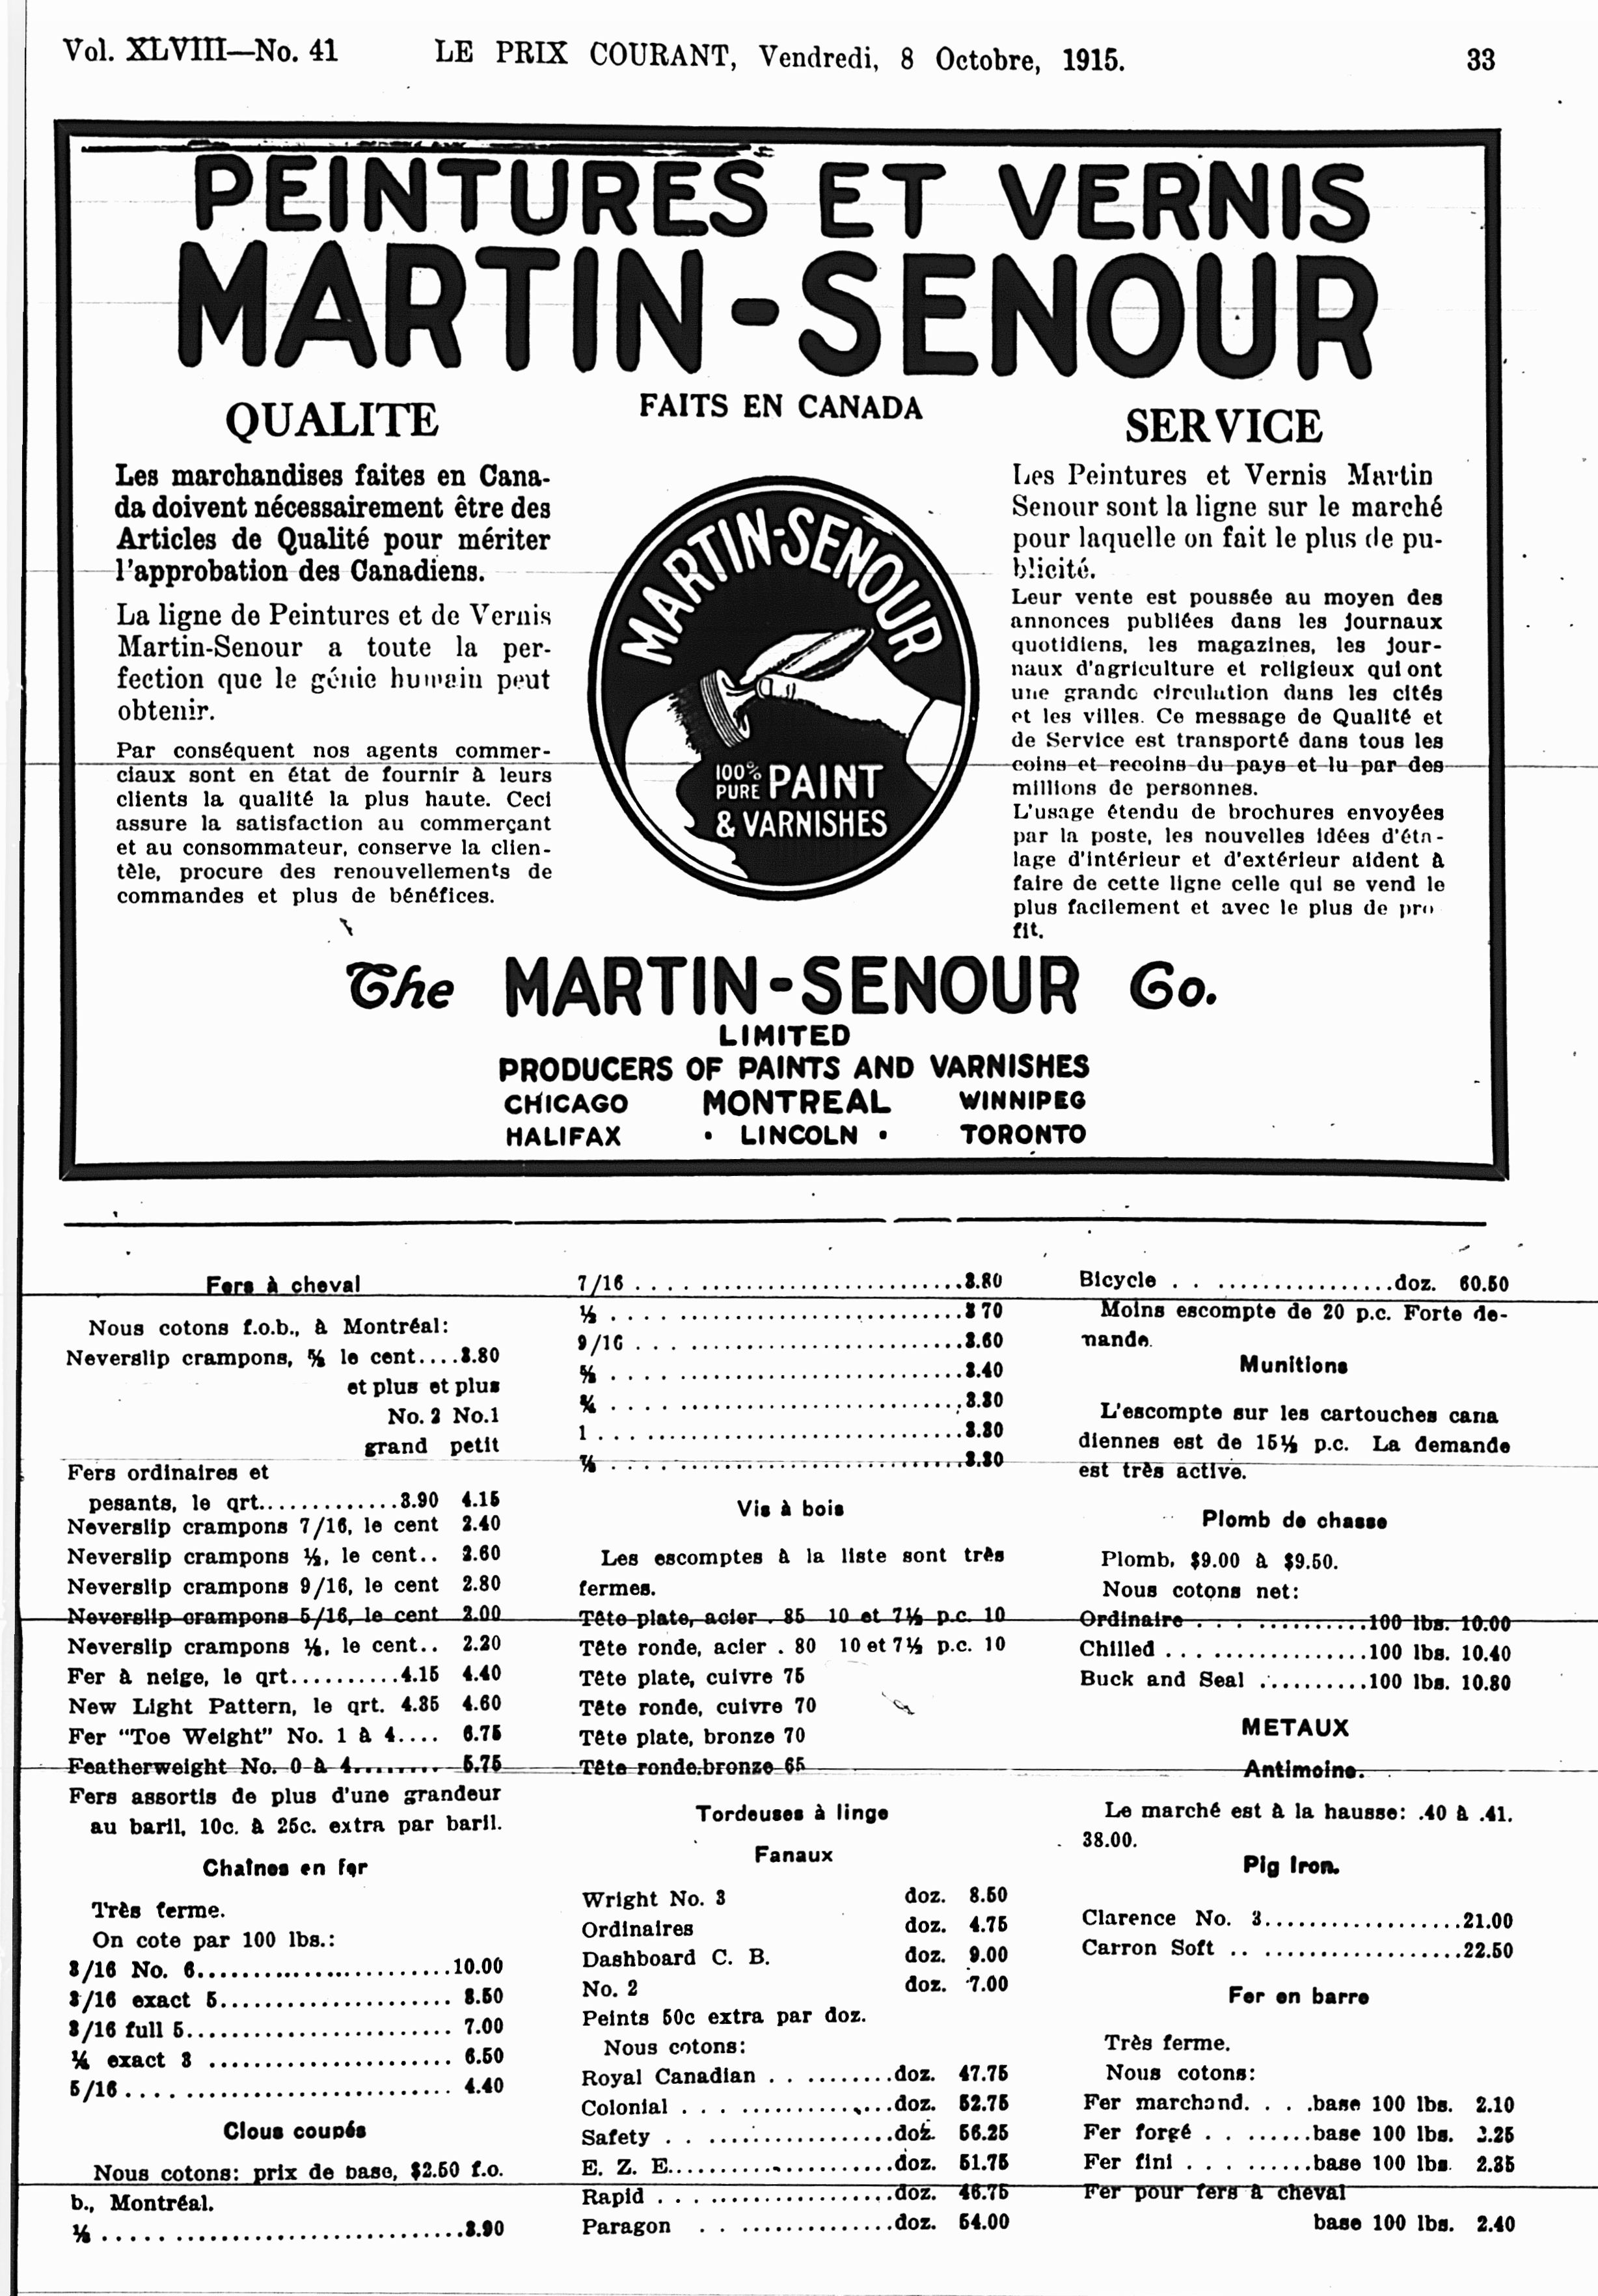 Vol. XLVIII—No. 41 LE PRIX COURANT, Vendredi, 8 Octobre, 1915. 33
PEINTURES ET VERNIS
MARTIN-SENOUR
FAITS EN CANADA
QUALITE
Les marchandises faites en Cana-
da doivent nécessairement être des
Articles de Qualité pour mériter
l'approbation des Canadiens.
La ligne de Peintures et de Vernis
Martin-Senour a toute la per-
fection que le génie humain peut
obtenir.
Par conséquent nos agents commer-
ciaux sont en état de fournir à leurs
clients la qualité la plus haute. Ceci
assure la satisfaction au commerçant
et au consommateur, conserve la clien-
tèle, procure des renouvellements de
commandes et plus de bénéfices.
MARTIN-SENOUR
100% PURE PAINT
& VARNISHES
SERVICE
Les Peintures et Vernis Martin
Senour sont la ligne sur le marché
pour laquelle on fait le plus de pu-
blicité.
Leur vente est poussée au moyen des
annonces publiées dans les journaux
quotidiens, les magazines, les jour-
naux d'agriculture et religieux qui ont
une grande circulation dans les cités
et les villes. Ce message de Qualité et
de Service est transporté dans tous les
coins et recoins du pays et lu par des
millions de personnes.
L'usage étendu de brochures envoyées
par la poste, les nouvelles idées d'éta-
lage d'intérieur et d'extérieur aident à
faire de cette ligne celle qui se vend le
plus facilement et avec le plus de pro
fit.
The MARTIN-SENOUR Co.
LIMITED
PRODUCERS OF PAINTS AND VARNISHES
CHICAGO MONTREAL WINNIPEG
HALIFAX • LINCOLN • TORONTO
Fers à cheval
Nous cotons f.o.b., à Montréal:
Neverslip crampons, ⅝ le cent....3.80
et plus et plus
No. 2 No.1
grand petit
Fers ordinaires et
pesants, le qrt.............3.90 4.15
Neverslip crampons 7/16, le cent 2.40
Neverslip crampons ½, le cent.. 2.60
Neverslip crampons 9/16, le cent 2.80
Neverslip crampons 5/16, le cent 2.00
Neverslip crampons le cent.. 2.20
Fer à neige, le qrt..........4.15 4.40
New Light Pattern, le qrt. 4.35 4.60
Fer "Toe Weight" No. 1 à 4.... 6.75
Featherweight No. 0 à 4........ 5.75
Fers assortis de plus d'une grandeur
au baril, 10c. à 25c. extra par baril.
Chaînes en fer
Très ferme.
On cote par 100 lbs.:
3/16 No. 6..........................10.00
3/16 exact 5........................ 8.50
3/16 full 5........................... 7.00
¼ exact 3 ......................... 6.50
5/16................................. 4.40
Clous coupés
Nous cotons: prix de base, $2.50 f.o.
b., Montréal.
.................................3.90
7/16 .................................3.80
½ .................................3 70
9/16 .................................3.60
⅝ .................................3.40
¾ .................................3.30
1 .................................3.30
⅞ .................................3.30
Vis à bois
Les escomptes à la liste sont très
fermes.
Tête plate, acier . 85 10 et 7½ p.c. 10
Tête ronde, acier . 80 10 et 7½ p.c. 10
Tête plate, cuivre 75
Tête ronde, cuivre 70
Tête plate, bronze 70
Tête ronde.bronze 65
Tordeuses à linge
Fanaux
Wright No. 3 doz. 8.50
Ordinaires doz. 4.75
Dashboard C. B. doz. 9.00
No. 2 doz. 7.00
Peints 50c extra par doz.
Nous cotons:
Royal Canadian . . .........doz. 47.75
Colonial . . . ..............doz. 52.75
Safety . . .................doz. 56.25
E. Z. E.......................doz. 51.75
Rapid . . . ................doz. 46.75
Paragon . . ..............doz. 54.00
Bicycle . . ................doz. 60.50
Moins escompte de 20 p.c. Forte de-
mande.
Munitions
L'escompte sur les cartouches cana
diennes est de 15½ p.c. La demande
est très active.
Plomb de chasse
Plomb, $9.00 à $9.50.
Nous cotons net:
Ordinaire . . . ..........100 lbs. 10.00
Chilled . . . ..............100 lbs. 10.40
Buck and Seal ..........100 lbs. 10.80
METAUX
Antimoine.
Le marché est à la hausse: .40 à .41.
38.00.
Pig Iron.
Clarence No. 3..................21.00
Carron Soft .. ..................22.50
Fer en barre
Très ferme.
Nous cotons:
Fer marchand. . . .base 100 lbs. 2.10
Fer forgé . . .......base 100 lbs.
Fer fini . . . .......base 100 lbs. 2.35
Fer pour fers à cheval
base 100 lbs. 2.40